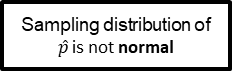 Sampling distribution of
p̂ is not normal